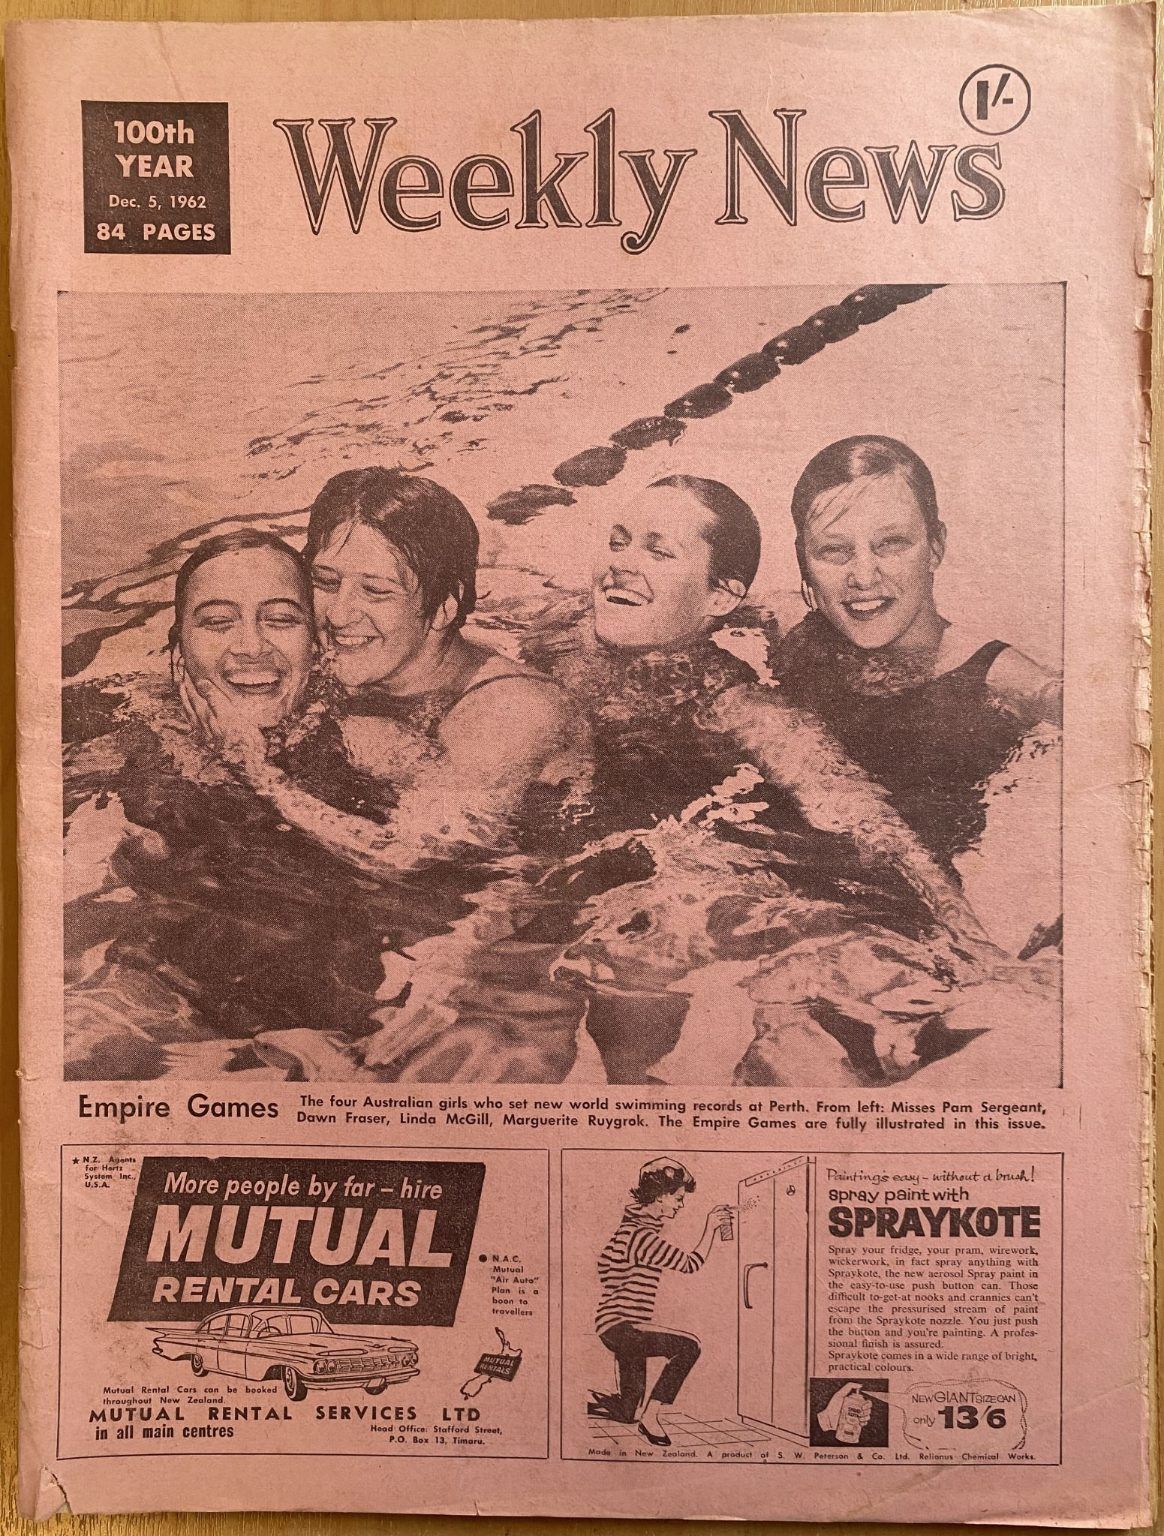 100th
YEAR
Dec. 5, 1962
84 PAGES
Weekly News
1/-
Empire Games
The four Australian girls who set new world swimming records at Perth. From left: Misses Pam Sergeant,
Dawn Fraser, Linda McGill, Marguerite Ruygrok. The Empire Games are fully illustrated in this issue.
★ N.Z. Agents
for Hertz
System Inc.,
U.S.A.
More people by far – hire
MUTUAL
RENTAL CARS
● N.A.C.
Mutual
"Air Auto"
Plan is a
boon to
travellers
MUTUAL
RENTALS
Mutual Rental Cars can be booked
throughout New Zealand.
MUTUAL RENTAL SERVICES LTD
in all main centres
Head Office: Stafford Street,
P.O. Box 13, Timaru.
Painting's easy - without a brush!
spray paint with
SPRAYKOTE
Spray your fridge, your pram, wirework,
wickerwork, in fact spray anything with
Spraykote, the new aerosol Spray paint in
the easy-to-use push button can. Those
difficult to-get-at nooks and crannies can't
escape the pressurised stream of paint
from the Spraykote nozzle. You just push
the button and you're painting. A profes-
sional finish is assured.
Spraykote comes in a wide range of bright,
practical colours.
NEW GIANT SIZE CAN
only 13/6
Made in New Zealand. A product of S. W. Peterson & Co. Ltd. Relianus Chemical Works.